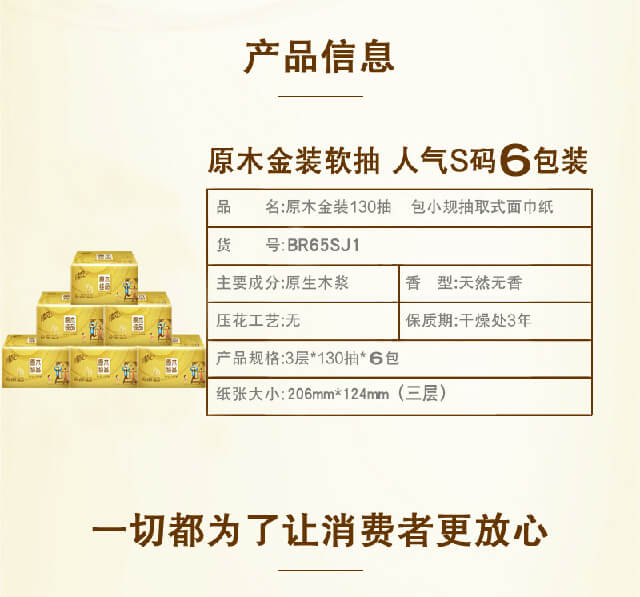 产品信息
原木金装软抽 人气S码6包装
品 名:原木金装130抽 包小规抽取式面巾纸
货 号:BR65SJ1
主要成分:原生木浆 香 型:天然无香
压花工艺:无 保质期:干燥处3年
产品规格:3层*130抽*6包
纸张大小:206mm*124mm（三层）
一切都为了让消费者更放心